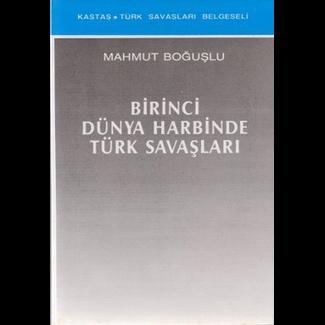 KASTAŞ ● TÜRK SAVAŞLARI BELGESELİ
MAHMUT BOĞUŞLU
BİRİNCİ
DÜNYA HARBİNDE
TÜRK SAVAŞLARI